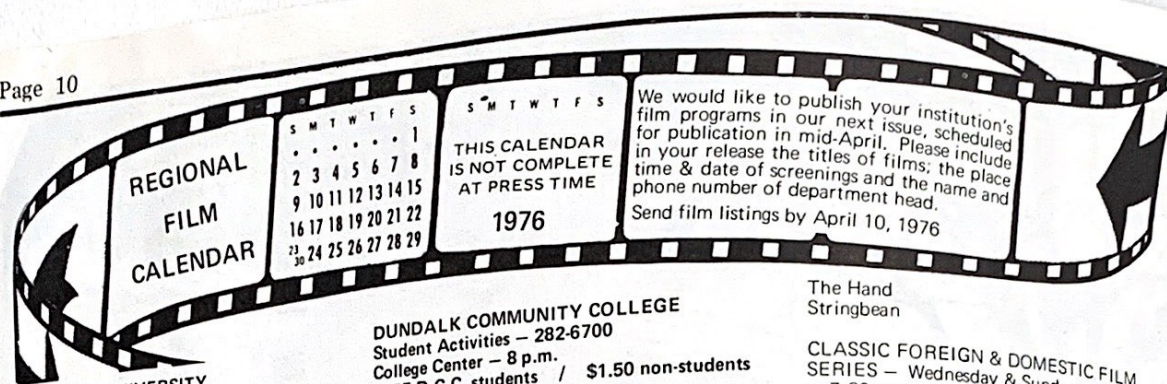 Page 10
REGIONAL
FILM
CALENDAR
S M T W T F S
. . . . . . 1
2 3 4 5 6 7 8
9 10 11 12 13 14 15
16 17 18 19 20 21 22
23 30 24 25 26 27 28 29
S M T W T F S
THIS CALENDAR
IS NOT COMPLETE
AT PRESS TIME
1976
We would like to publish your institution's
film programs in our next issue, scheduled
for publication in mid-April. Please include
in your release the titles of films; the place
time & date of screenings and the name and
phone number of department head.
Send film listings by April 10, 1976
DUNDALK COMMUNITY COLLEGE
Student Activities – 282-6700
College Center – 8 p.m.
students / $1.50 non-students
The Hand
Stringbean
CLASSIC FOREIGN & DOMESTIC FILM
SERIES – Wednesday &